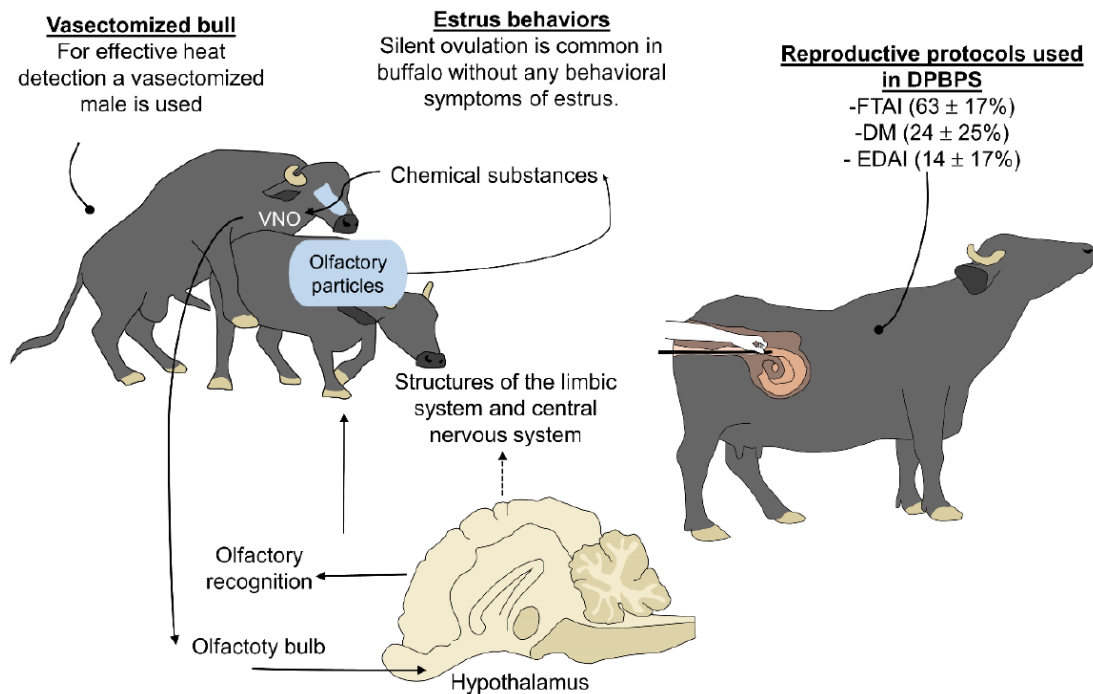 Vasectomized bull
For effective heat
detection a vasectomized
male is used
Estrus behaviors
Silent ovulation is common in
buffalo without any behavioral
symptoms of estrus.
Reproductive protocols used
in DPBPS
-FTAI (63 ± 17%)
-DM (24 ± 25%)
- EDAI (14 ± 17%)
Chemical substances
VNO
Olfactory
particles
Structures of the limbic
system and central
nervous system
Olfactory
recognition
Olfactoty bulb
Hypothalamus